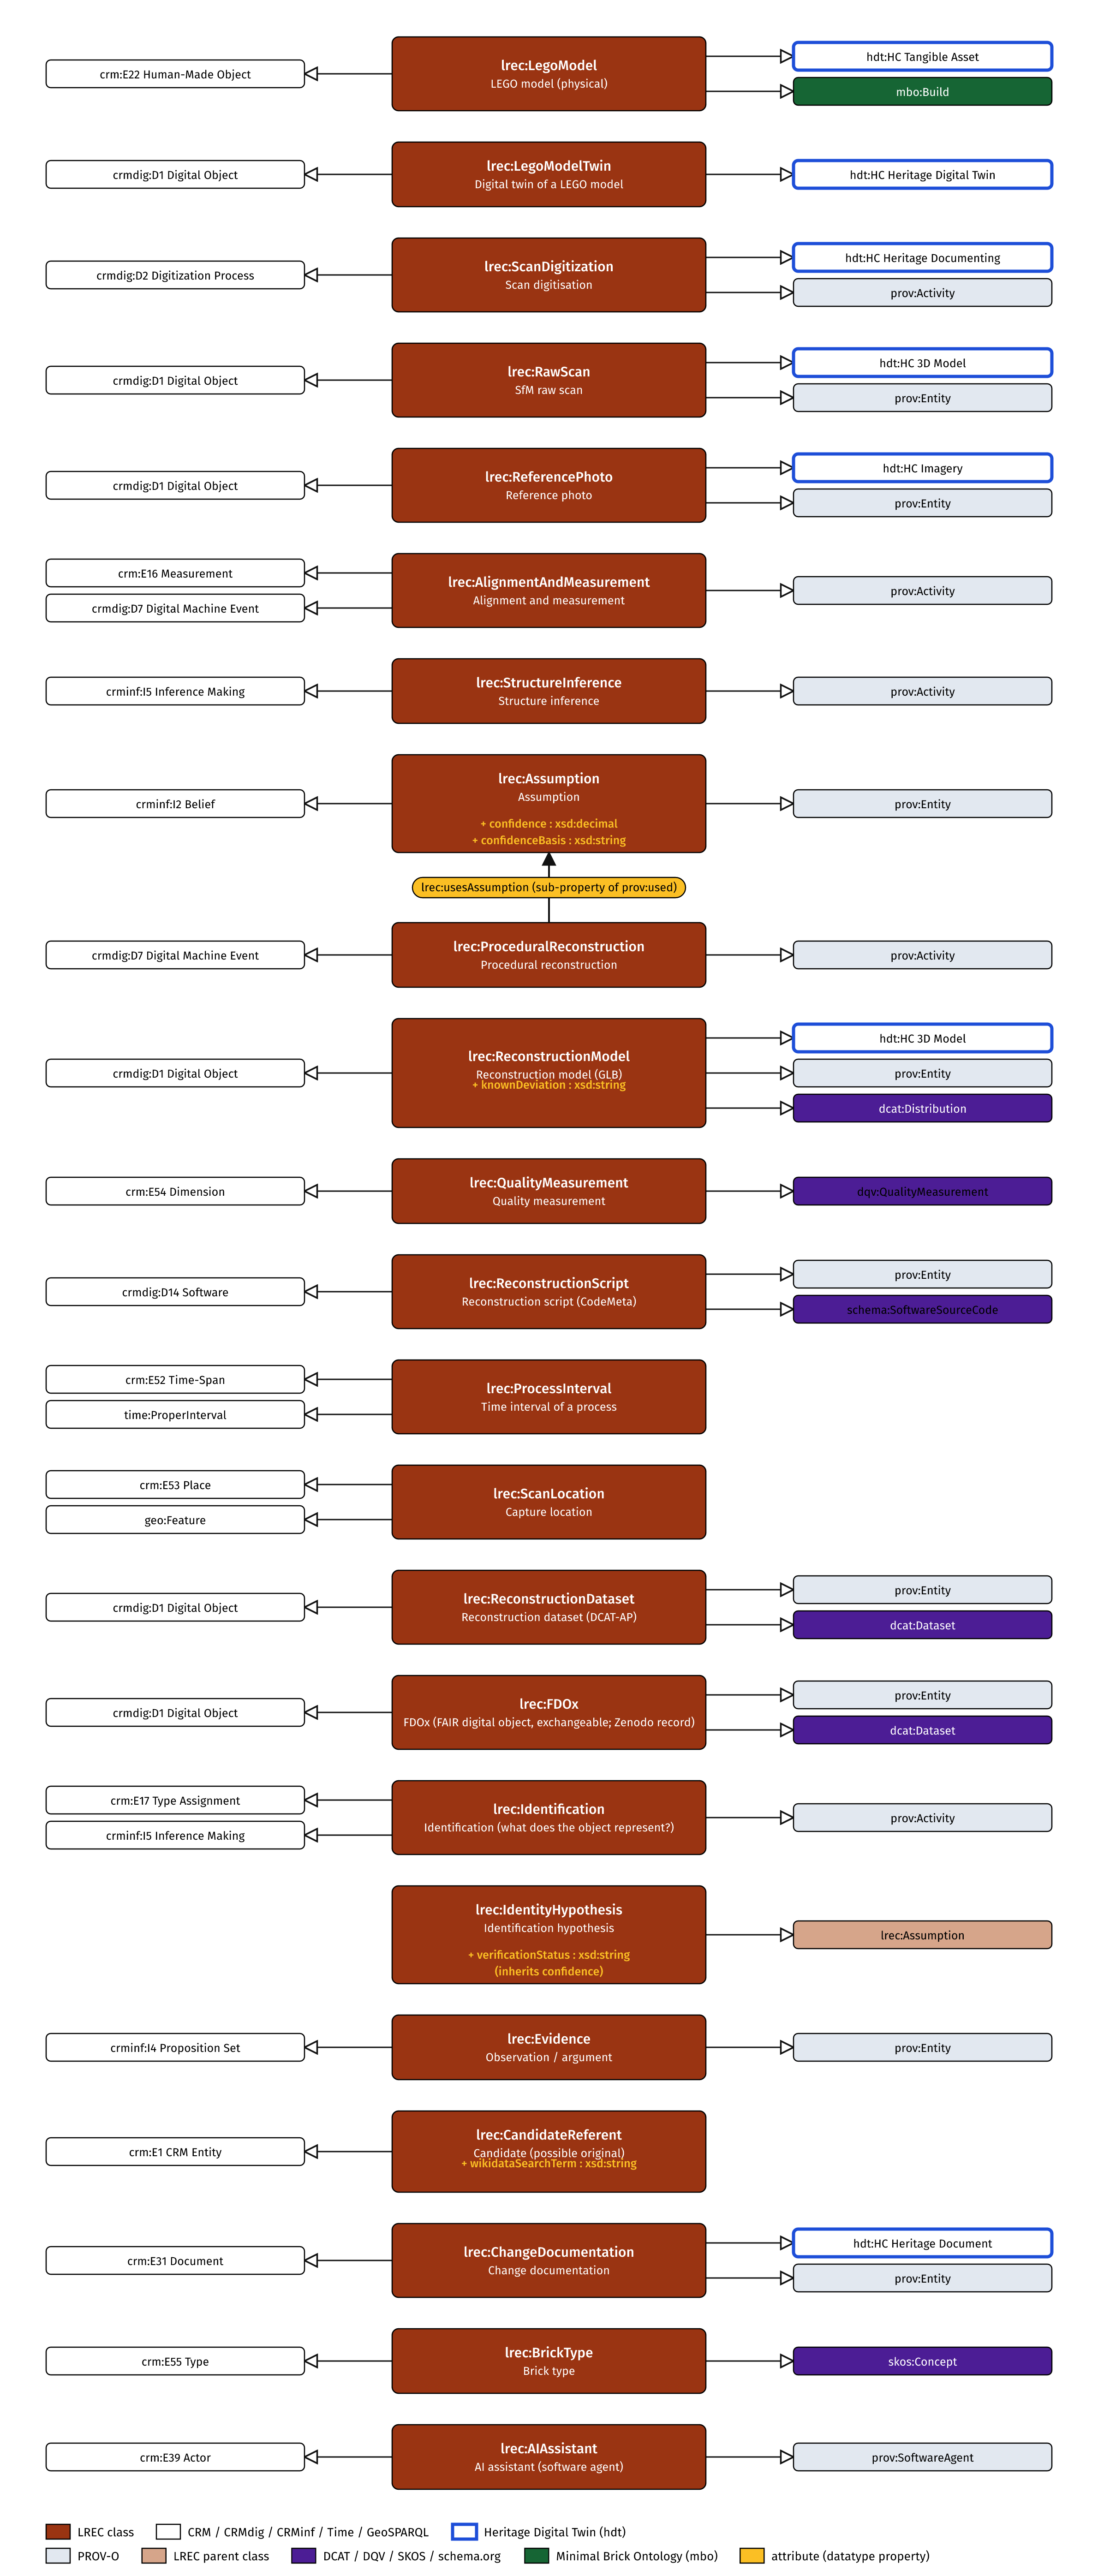 crm:E22 Human-Made Object
lrec:LegoModel
LEGO model (physical)
hdt:HC Tangible Asset
mbo:Build
crmdig:D1 Digital Object
lrec:LegoModelTwin
Digital twin of a LEGO model
hdt:HC Heritage Digital Twin
crmdig:D2 Digitization Process
lrec:ScanDigitization
Scan digitisation
hdt:HC Heritage Documenting
prov:Activity
crmdig:D1 Digital Object
lrec:RawScan
SfM raw scan
hdt:HC 3D Model
prov:Entity
crmdig:D1 Digital Object
lrec:ReferencePhoto
Reference photo
hdt:HC Imagery
prov:Entity
crm:E16 Measurement
crmdig:D7 Digital Machine Event
lrec:AlignmentAndMeasurement
Alignment and measurement
prov:Activity
crminf:I5 Inference Making
lrec:StructureInference
Structure inference
prov:Activity
crminf:I2 Belief
lrec:Assumption
Assumption
+ confidence : xsd:decimal
+ confidenceBasis : xsd:string
prov:Entity
lrec:usesAssumption (sub-property of prov:used)
crmdig:D7 Digital Machine Event
lrec:ProceduralReconstruction
Procedural reconstruction
prov:Activity
crmdig:D1 Digital Object
lrec:ReconstructionModel
Reconstruction model (GLB)
+ knownDeviation : xsd:string
hdt:HC 3D Model
prov:Entity
dcat:Distribution
crm:E54 Dimension
lrec:QualityMeasurement
Quality measurement
dqv:QualityMeasurement
crmdig:D14 Software
lrec:ReconstructionScript
Reconstruction script (CodeMeta)
prov:Entity
schema:SoftwareSourceCode
crm:E52 Time-Span
time:ProperInterval
lrec:ProcessInterval
Time interval of a process
crm:E53 Place
geo:Feature
lrec:ScanLocation
Capture location
crmdig:D1 Digital Object
lrec:ReconstructionDataset
Reconstruction dataset (DCAT-AP)
prov:Entity
dcat:Dataset
crmdig:D1 Digital Object
lrec:FDOx
FDOx (FAIR digital object, exchangeable; Zenodo record)
prov:Entity
dcat:Dataset
crm:E17 Type Assignment
crminf:I5 Inference Making
lrec:Identification
Identification (what does the object represent?)
prov:Activity
lrec:IdentityHypothesis
Identification hypothesis
+ verificationStatus : xsd:string
(inherits confidence)
lrec:Assumption
crminf:I4 Proposition Set
lrec:Evidence
Observation / argument
prov:Entity
crm:E1 CRM Entity
lrec:CandidateReferent
Candidate (possible original)
+ wikidataSearchTerm : xsd:string
crm:E31 Document
lrec:ChangeDocumentation
Change documentation
hdt:HC Heritage Document
prov:Entity
crm:E55 Type
lrec:BrickType
Brick type
skos:Concept
crm:E39 Actor
lrec:AIAssistant
AI assistant (software agent)
prov:SoftwareAgent
LREC class
CRM / CRMdig / CRMinf / Time / GeoSPARQL
Heritage Digital Twin (hdt)
PROV-O
LREC parent class
DCAT / DQV / SKOS / schema.org
Minimal Brick Ontology (mbo)
attribute (datatype property)